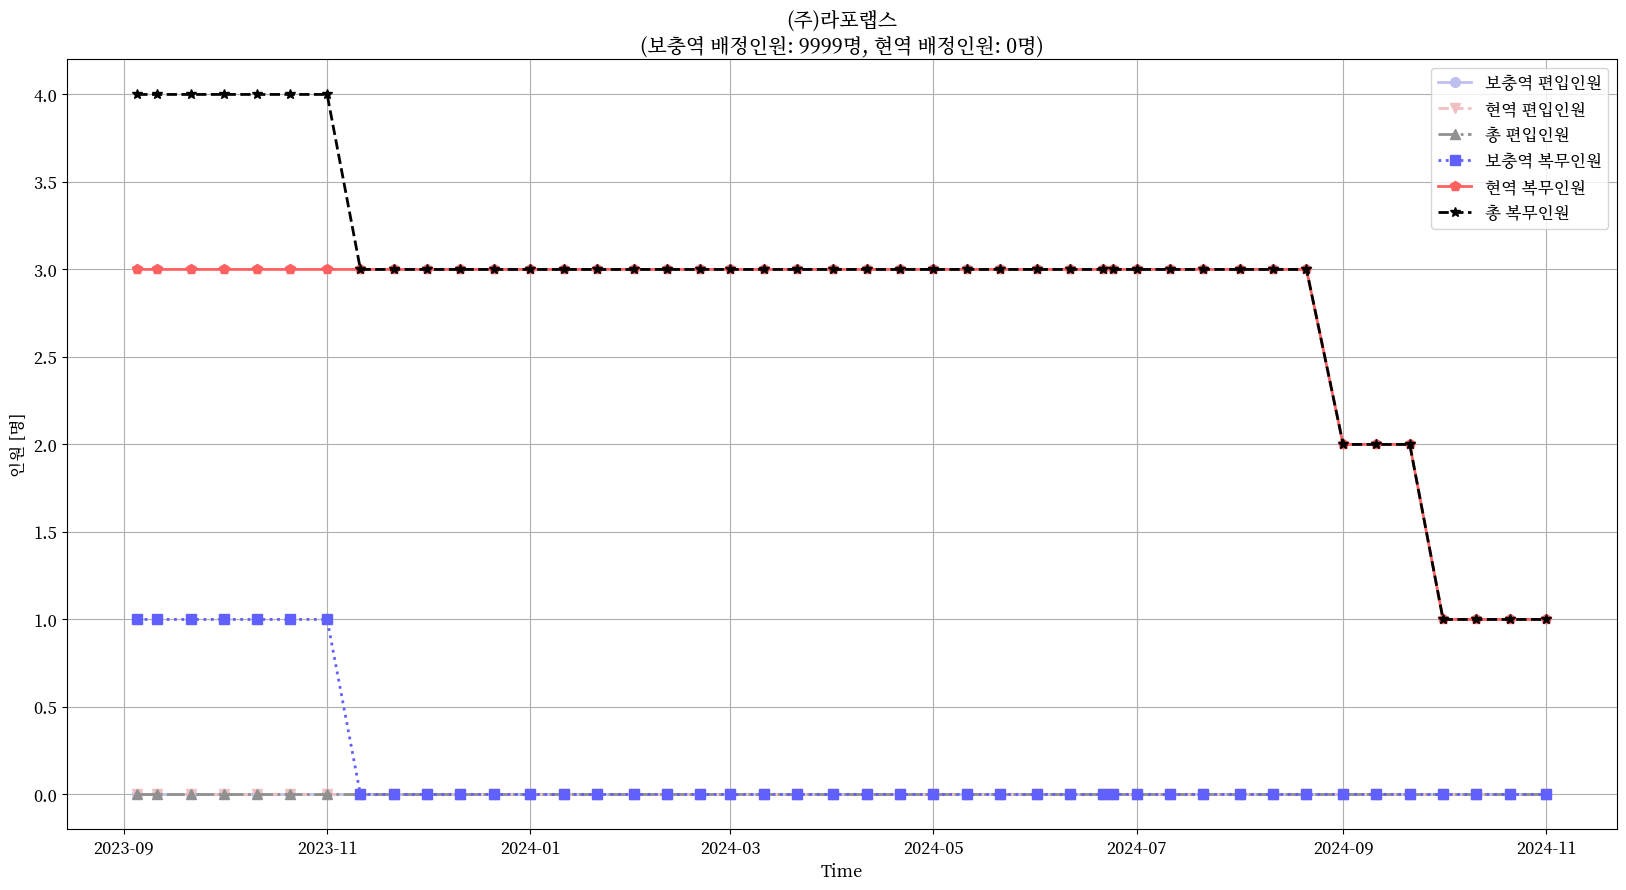 (주)라포랩스
(보충역 배정인원: 9999명, 현역 배정인원: 0명)
보충역 편입인원
현역 편입인원
총 편입인원
보충역 복무인원
현역 복무인원
총 복무인원
인원 [명]
4.0
3.5
3.0
2.5
2.0
1.5
1.0
0.5
0.0
2023-09 2023-11 2024-01 2024-03 2024-05 2024-07 2024-09 2024-11
Time